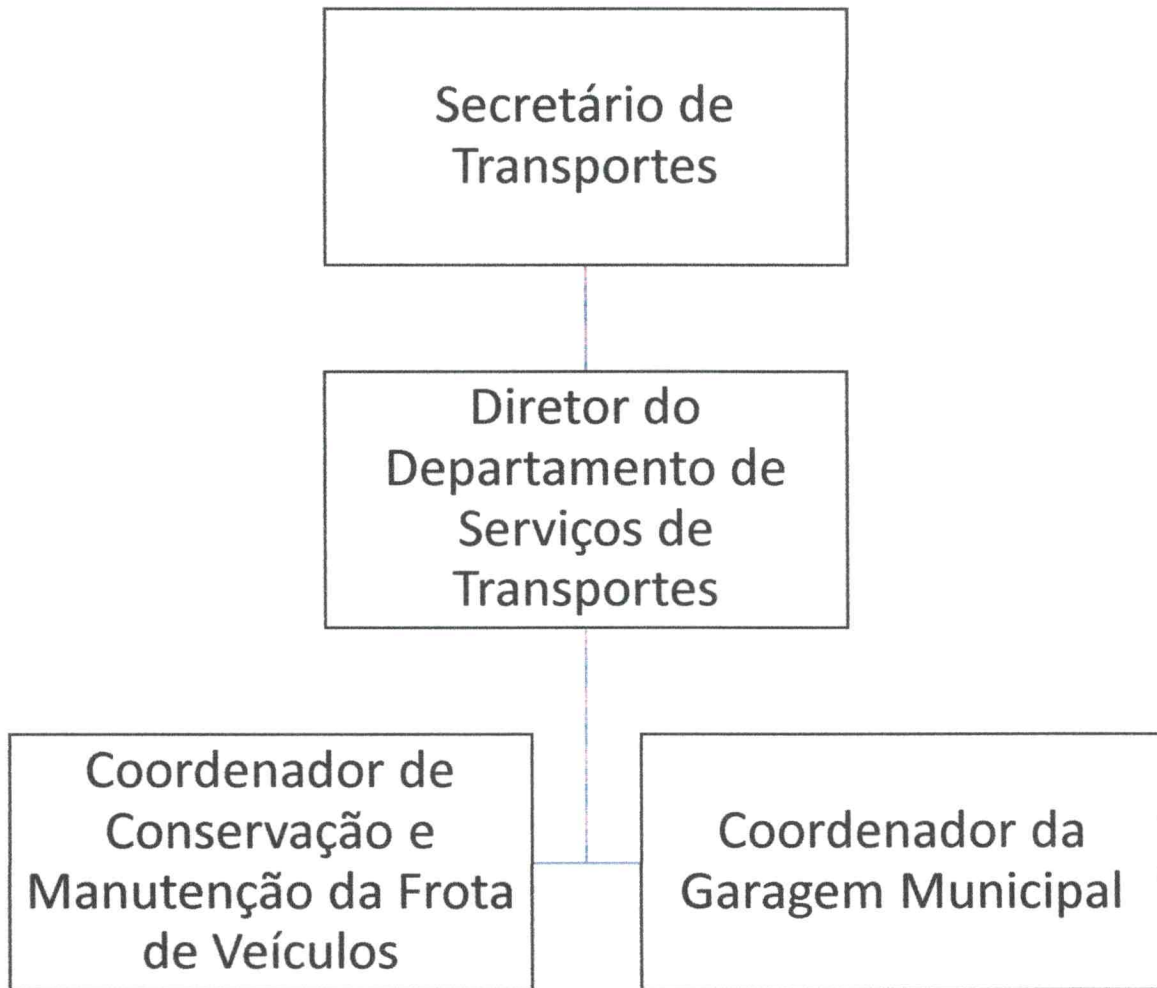 Secretário de
Transportes
Diretor do
Departamento de
Serviços de
Transportes
Coordenador de
Conservação e
Manutenção da Frota
de Veículos
Coordenador da
Garagem Municipal